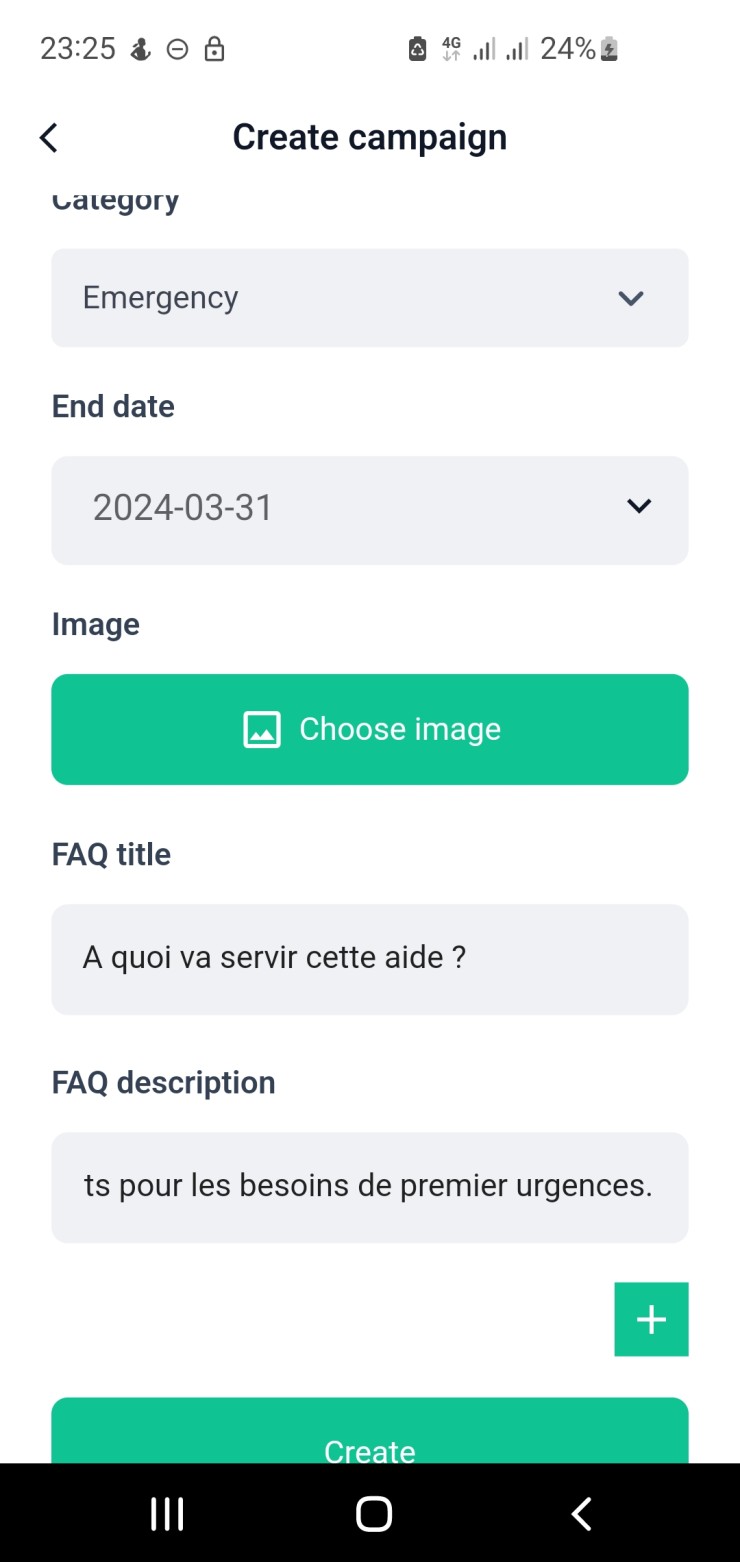 23:25
4G
24%
Create campaign
Category
Emergency
End date
2024-03-31
Image
Choose image
FAQ title
A quoi va servir cette aide ?
FAQ description
ts pour les besoins de premier urgences.
+
Create